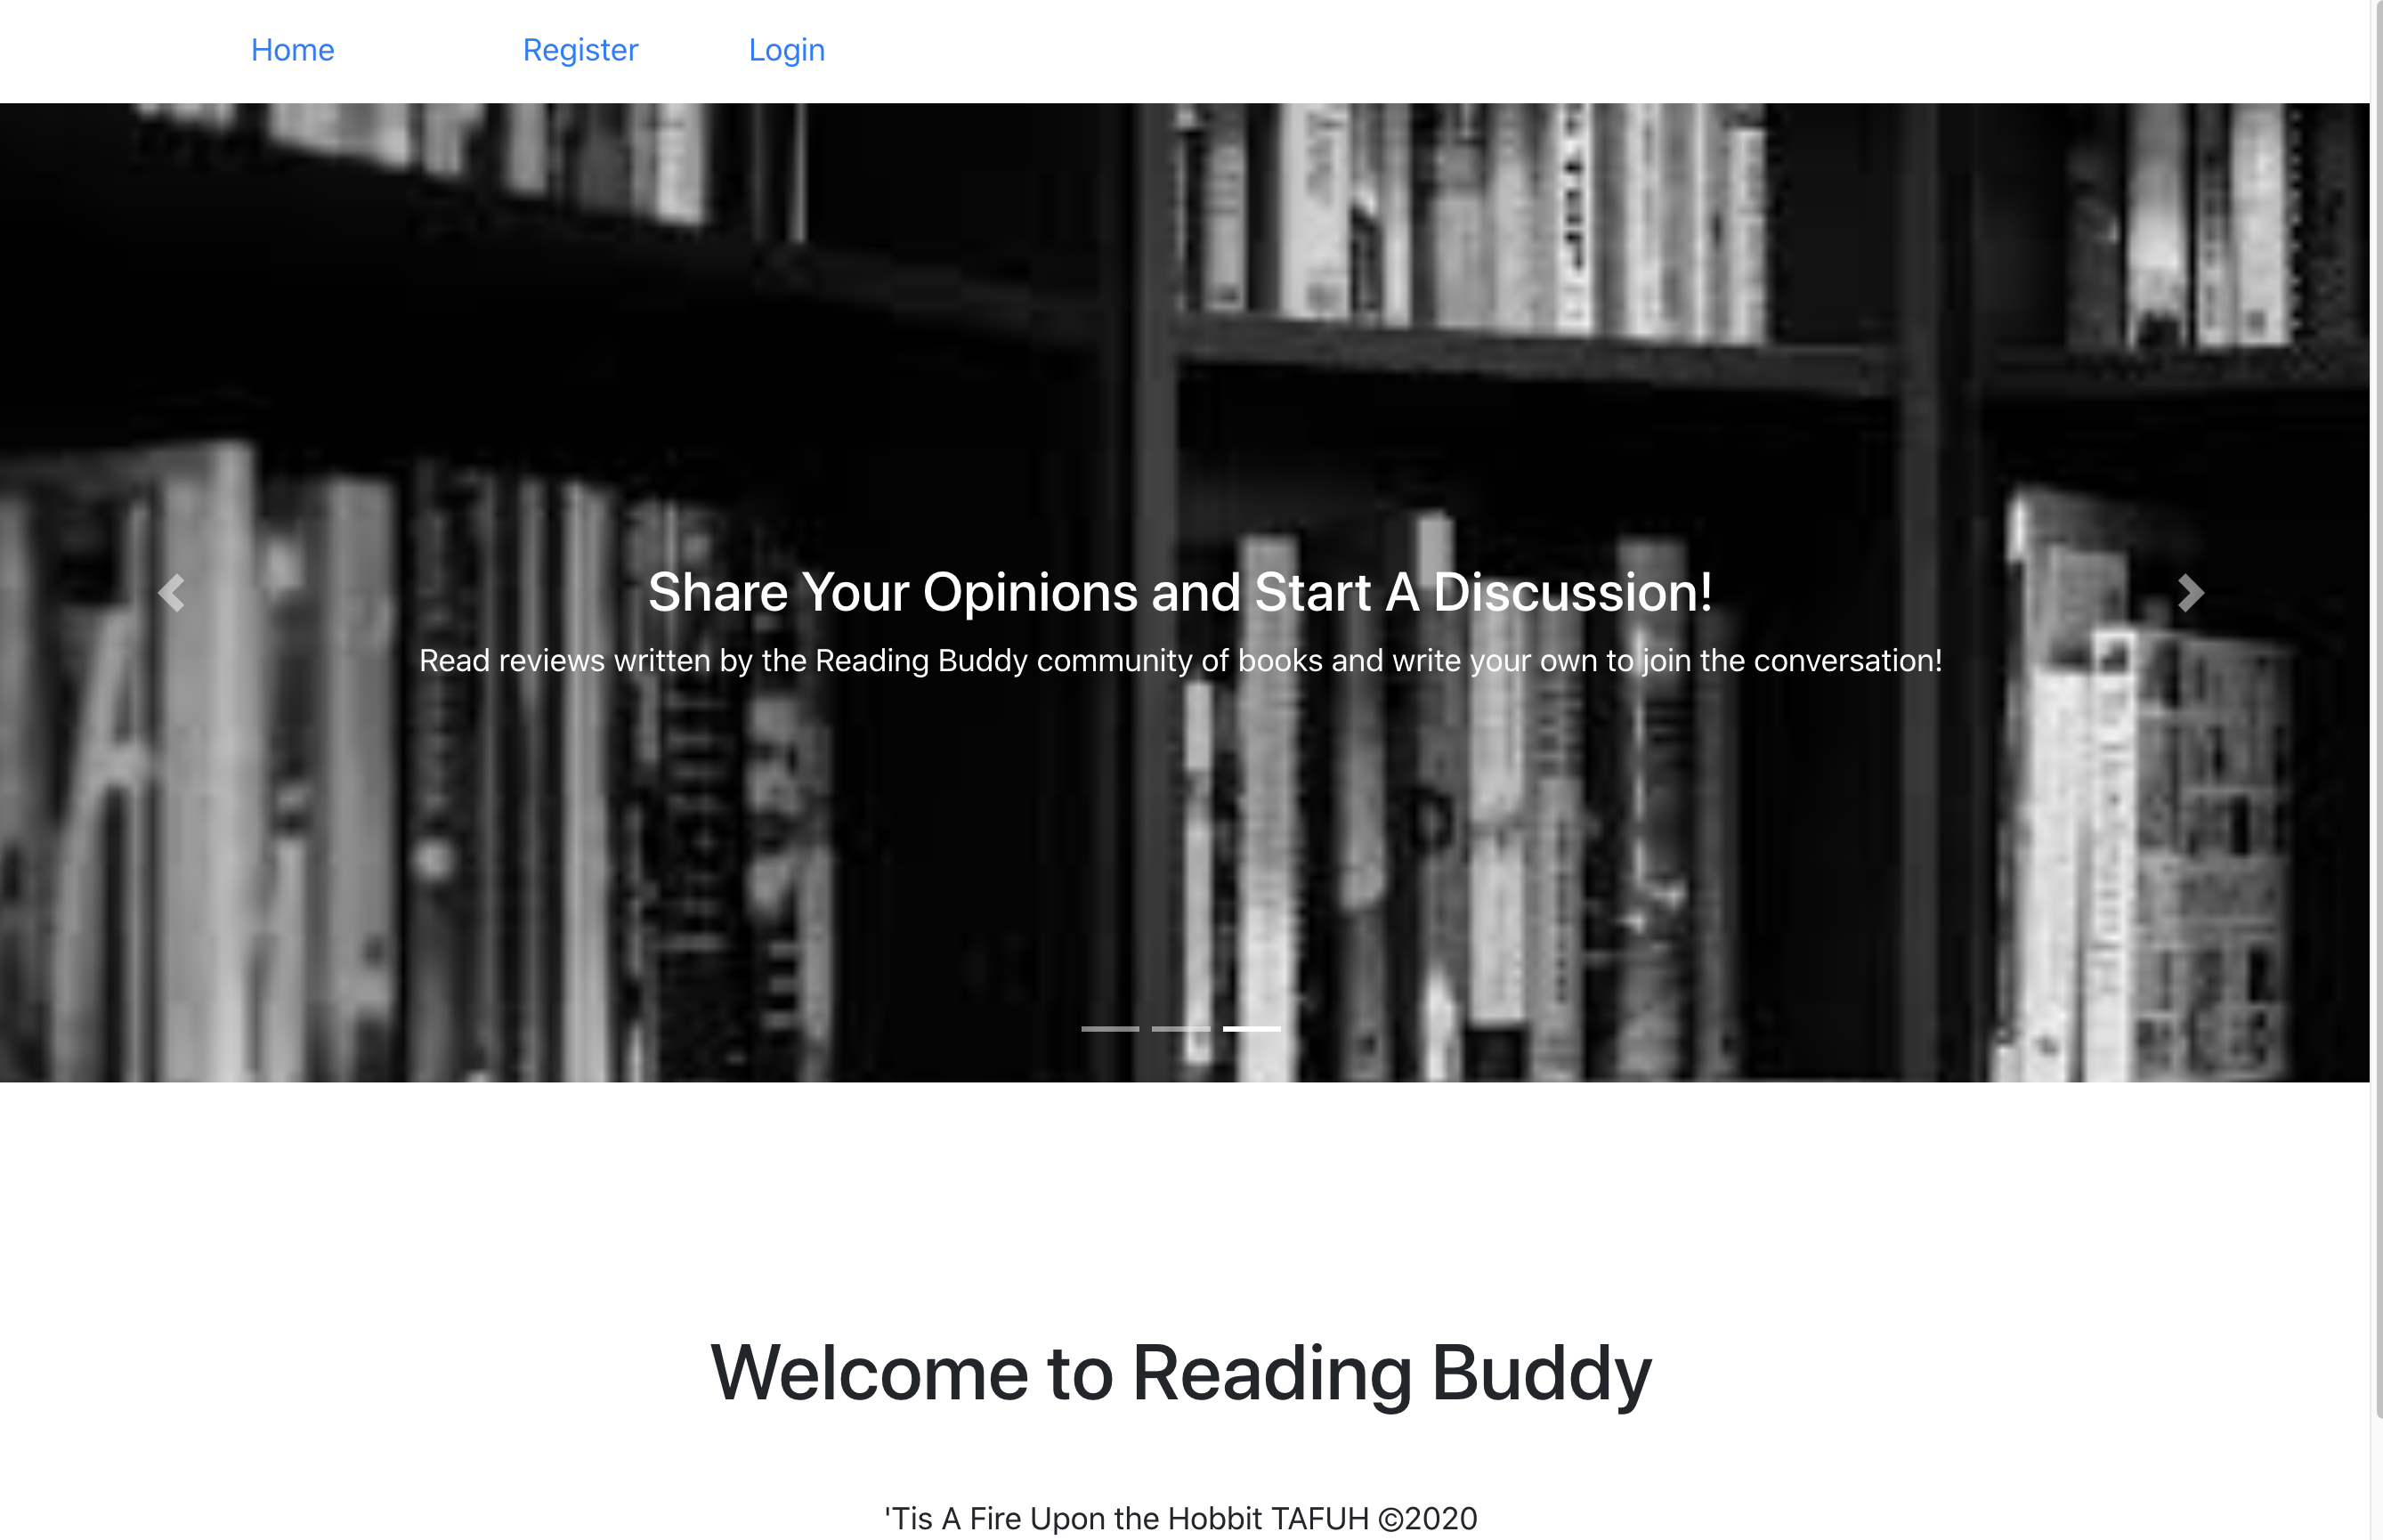 Home Register Login
Share Your Opinions and Start A Discussion!
Read reviews written by the Reading Buddy community of books and write your own to join the conversation!
Welcome to Reading Buddy
'Tis A Fire Upon the Hobbit TAFUH ©2020